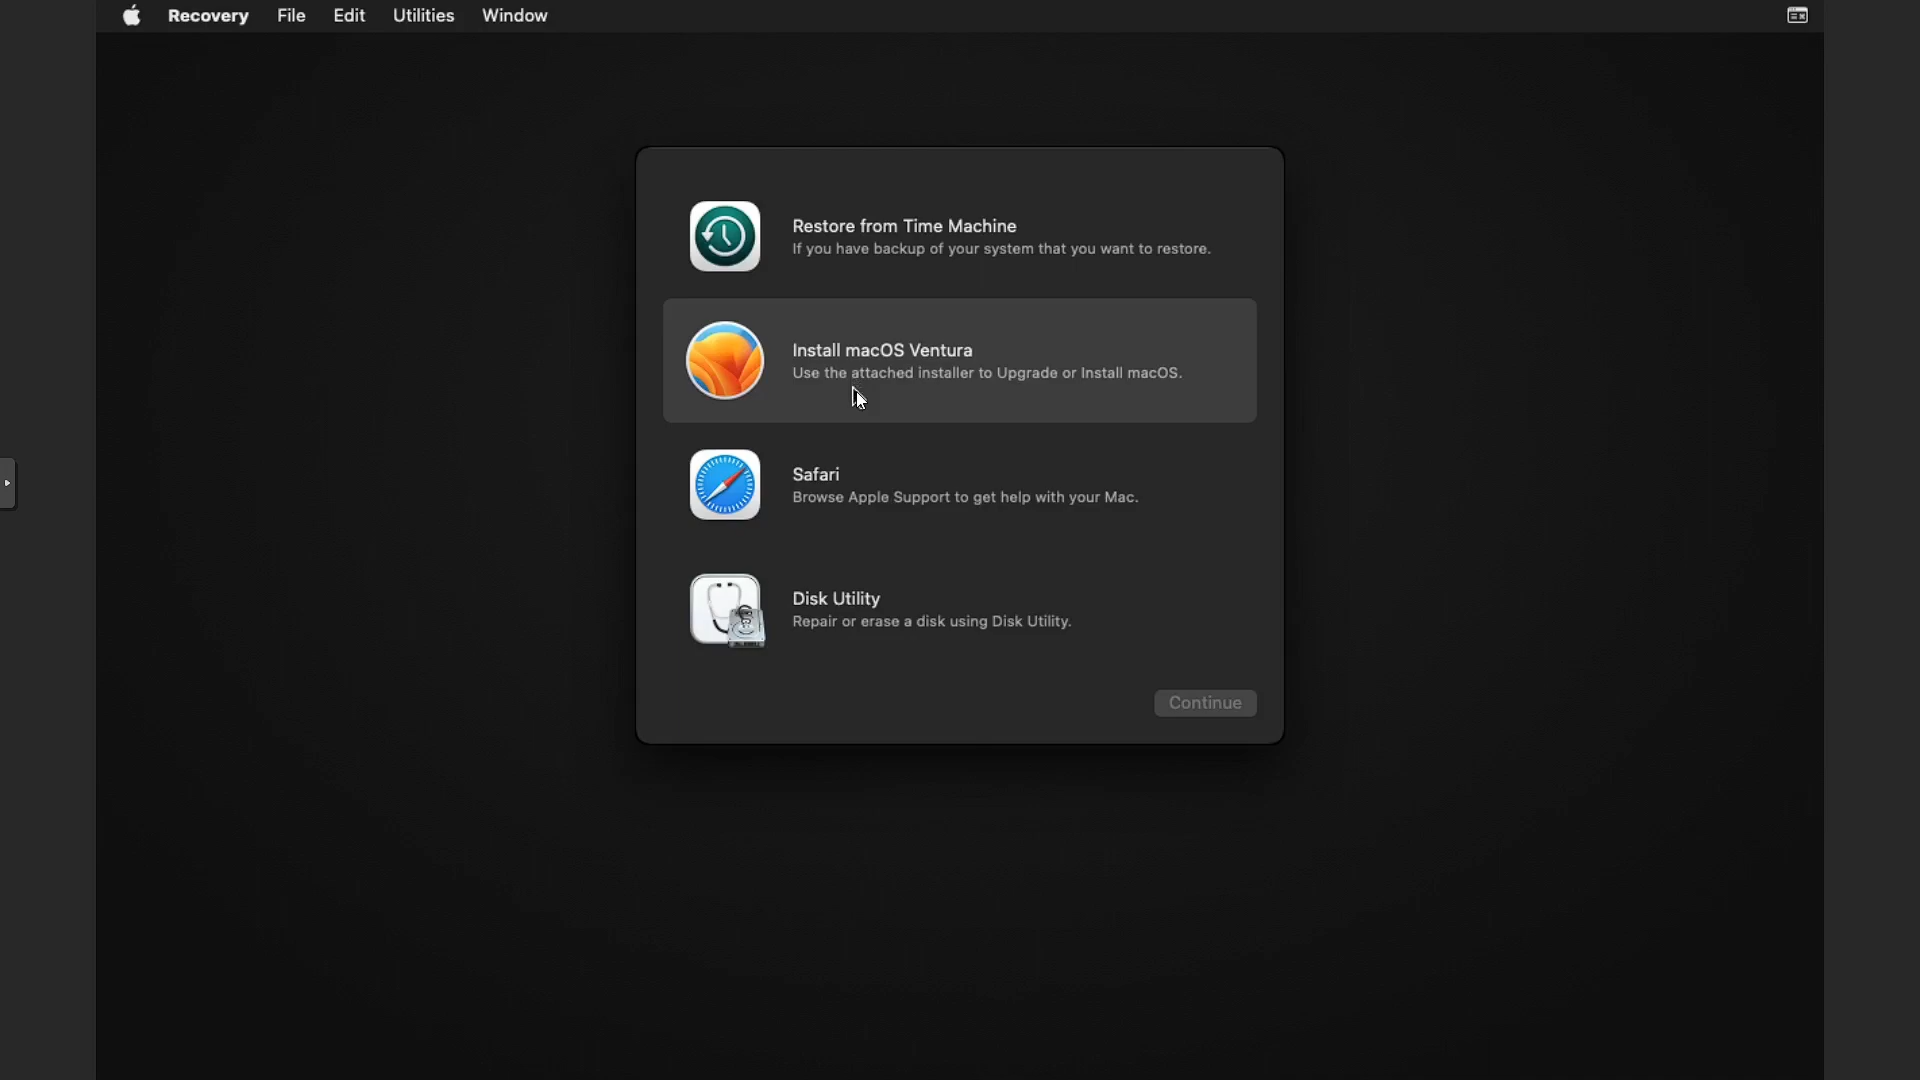 Recovery File Edit Utilities Window
Restore from Time Machine
If you have backup of your system that you want to restore.
Install macOS Ventura
Use the attached installer to Upgrade or Install macOS.
Safari
Browse Apple Support to get help with your Mac.
Disk Utility
Repair or erase a disk using Disk Utility.
Continue